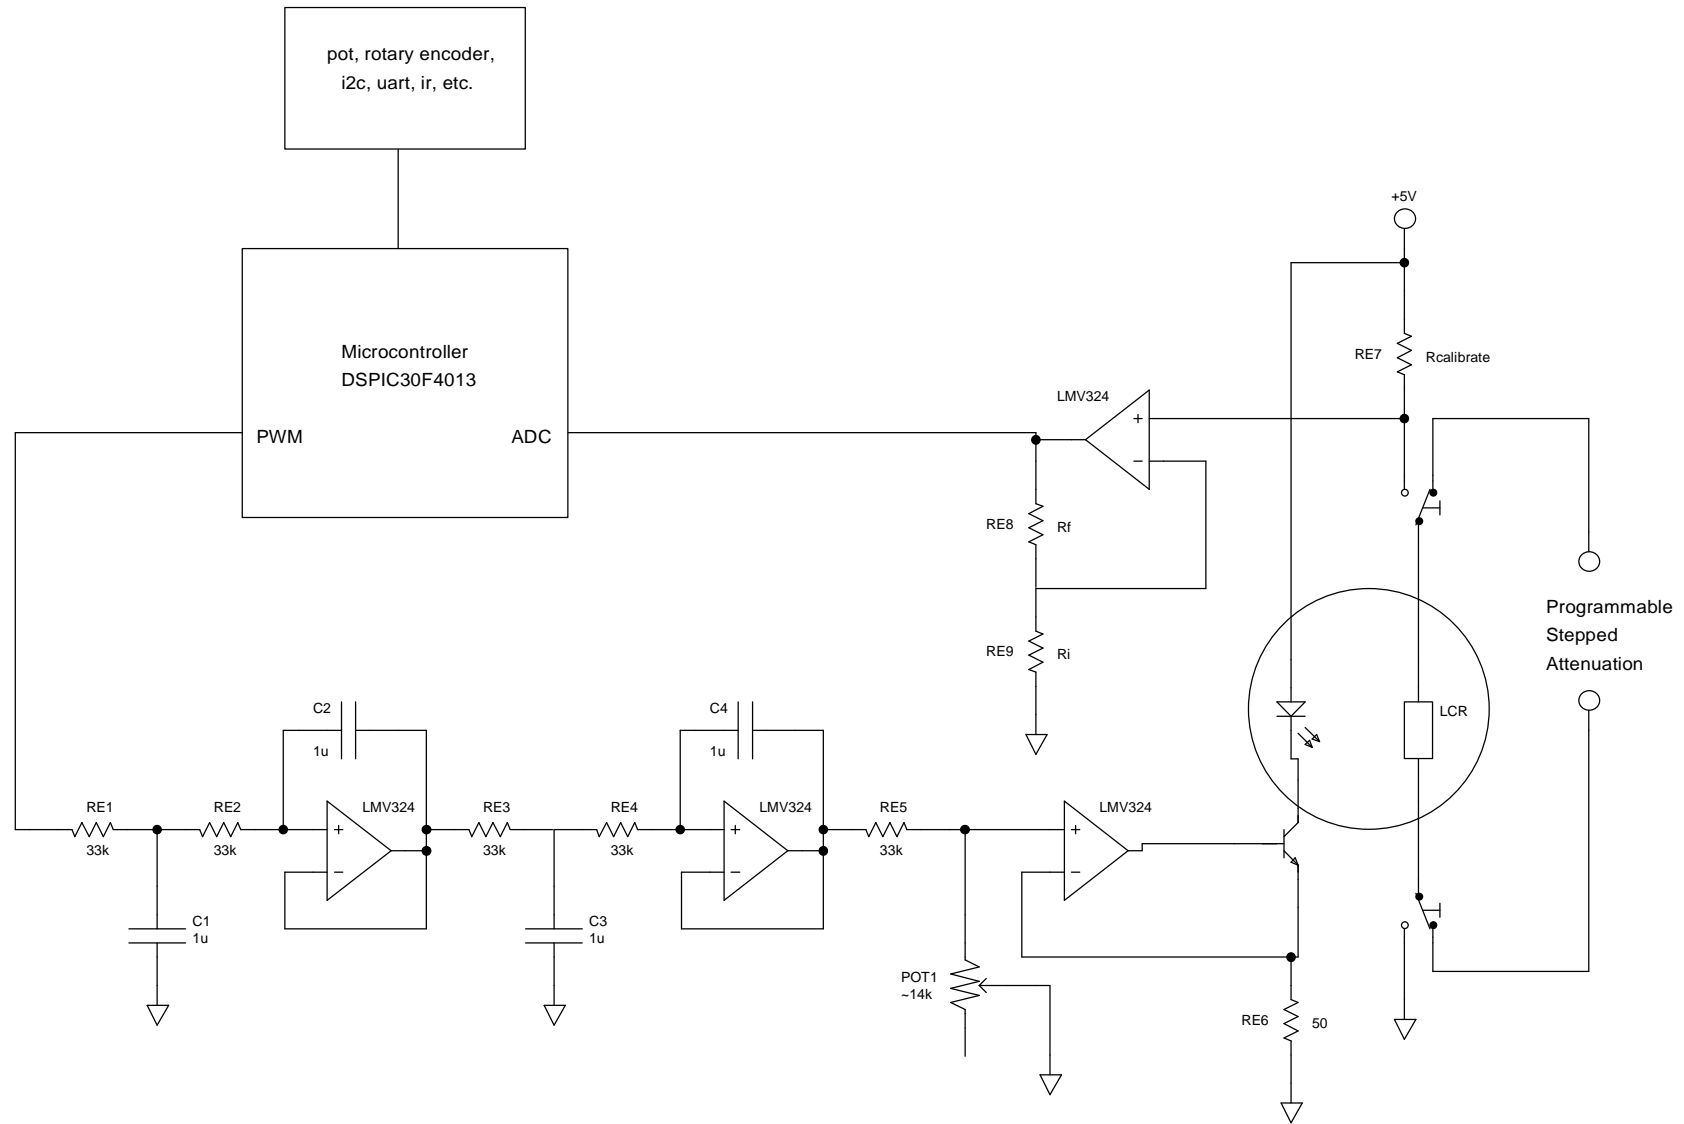 pot, rotary encoder,
i2c, uart, ir, etc.
+5V
Microcontroller
DSPIC30F4013
PWM
ADC
RE7
Rcalibrate
LMV324
+
−
RE8
Rf
RE9
Ri
Programmable
Stepped
Attenuation
LCR
C2
1u
C4
1u
RE1
33k
RE2
33k
LMV324
+
−
RE3
33k
RE4
33k
LMV324
+
−
RE5
33k
LMV324
+
−
C1
1u
C3
1u
POT1
~14k
RE6
50